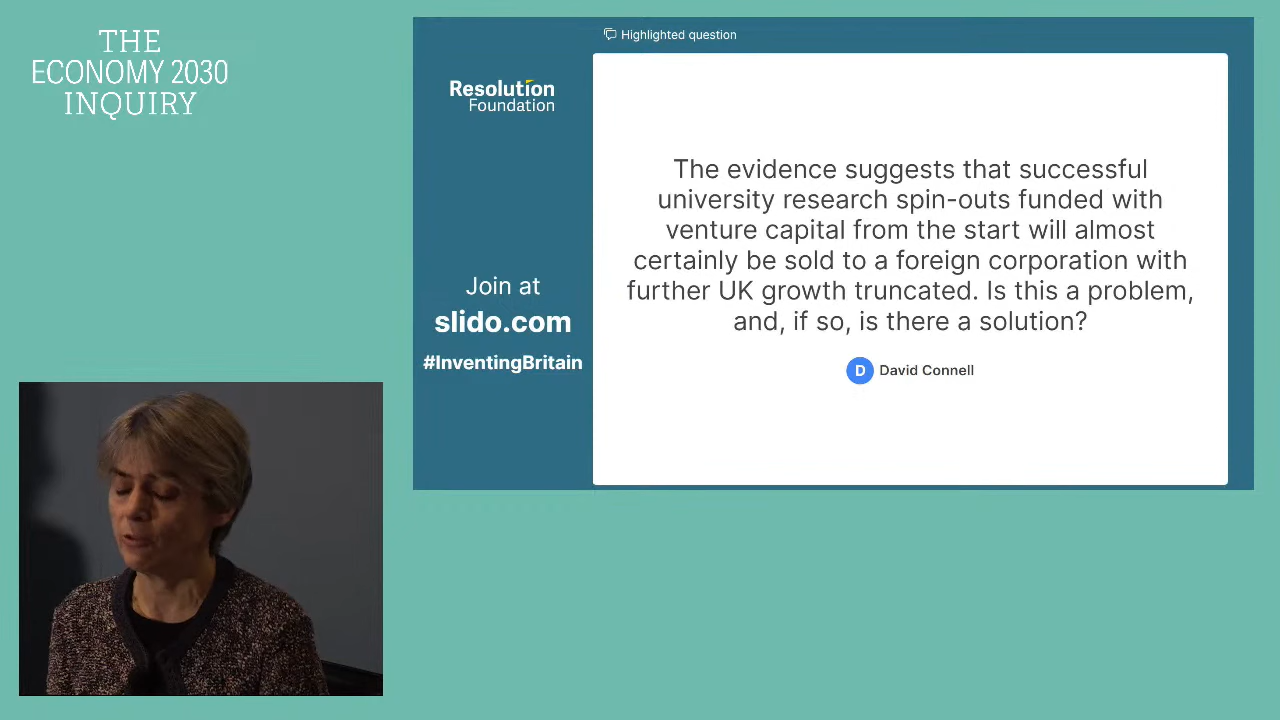 THE
ECONOMY 2030
INQUIRY
Highlighted question
Resolution
Foundation
The evidence suggests that successful
university research spin-outs funded with
venture capital from the start will almost
certainly be sold to a foreign corporation with
further UK growth truncated. Is this a problem,
and, if so, is there a solution?
D David Connell
Join at
slido.com
#InventingBritain